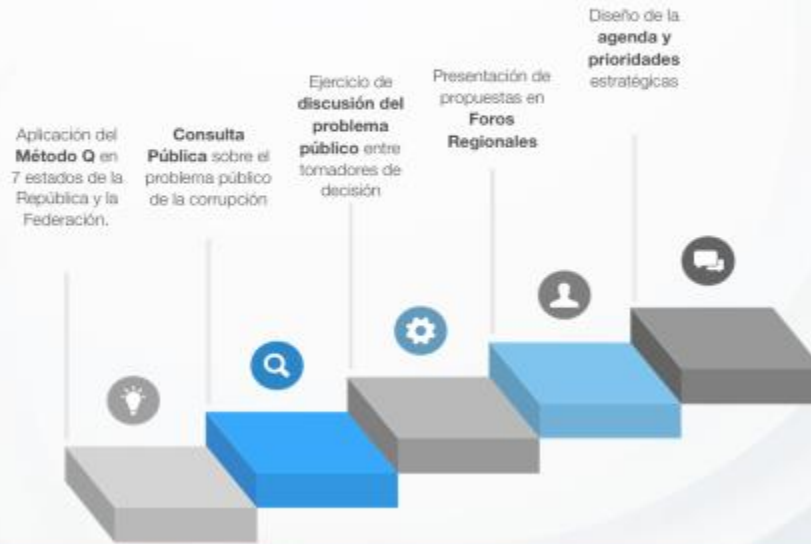 Aplicación del
Método Q en
7 estados de la
República y la
Federación.
Consulta
Pública sobre el
problema público
de la corrupción
Ejercicio de
discusión del
problema
público entre
tomadores de
decisión
Presentación de
propuestas en
Foros
Regionales
Diseño de la
agenda y
prioridades
estratégicas